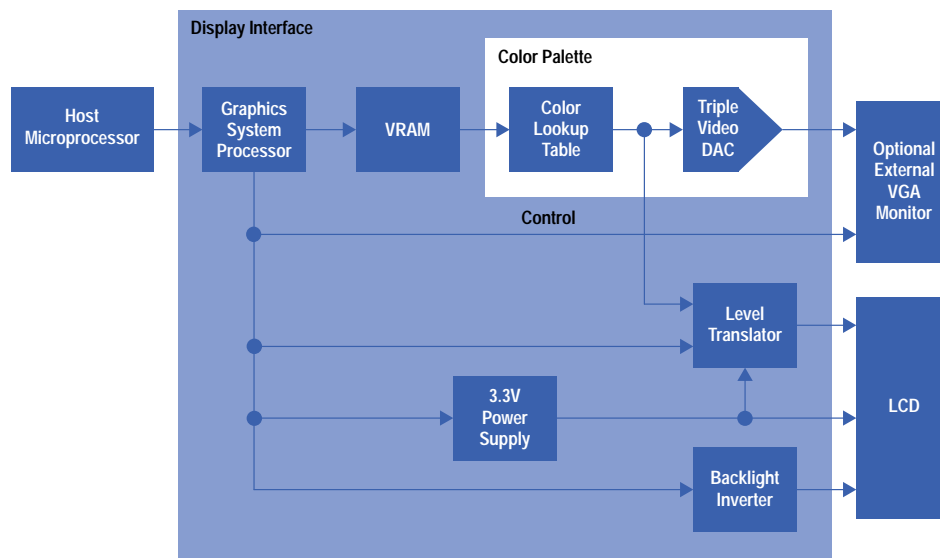 Display Interface
Color Palette
Host
Microprocessor
Graphics
System
Processor
VRAM
Color
Lookup
Table
Triple
Video
DAC
Optional
External
VGA
Monitor
Control
Level
Translator
3.3V
Power
Supply
LCD
Backlight
Inverter